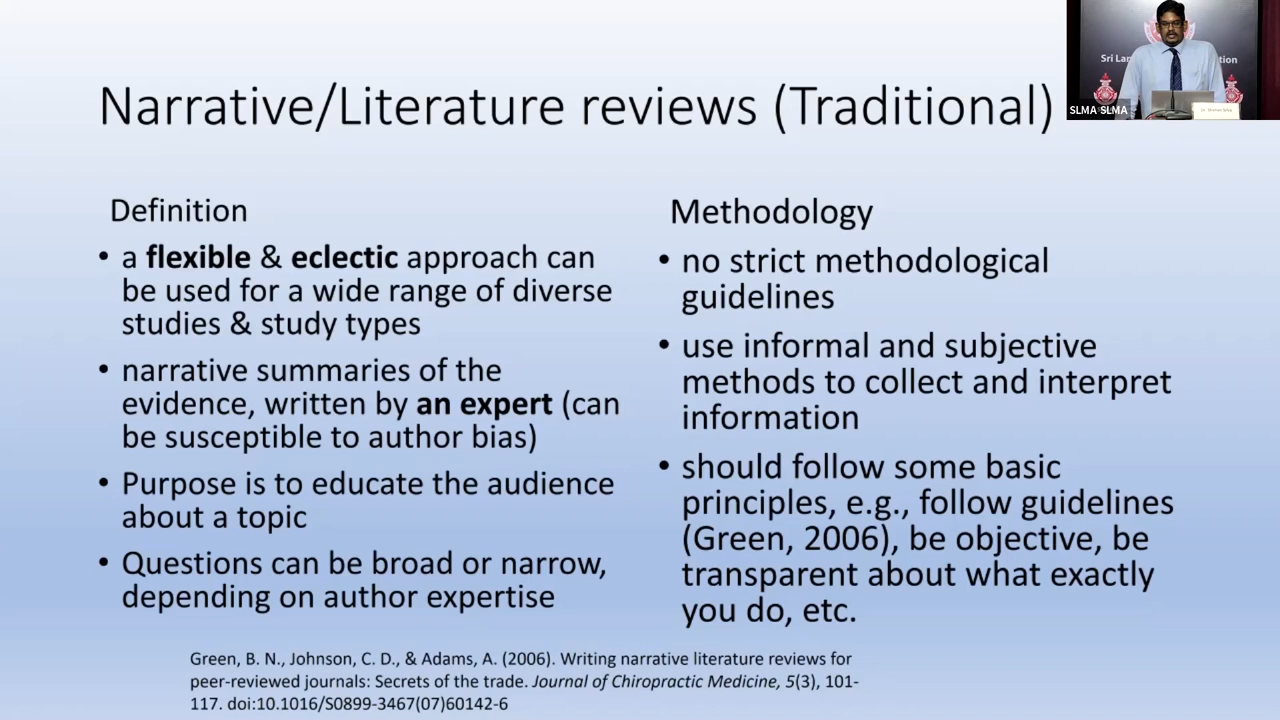 Narrative/Literature reviews (Traditional)
Definition
• a flexible & eclectic approach can
be used for a wide range of diverse
studies & study types
• narrative summaries of the
evidence, written by an expert (can
be susceptible to author bias)
• Purpose is to educate the audience
about a topic
• Questions can be broad or narrow,
depending on author expertise
Methodology
• no strict methodological
guidelines
• use informal and subjective
methods to collect and interpret
information
• should follow some basic
principles, e.g., follow guidelines
(Green, 2006), be objective, be
transparent about what exactly
you do, etc.
Green, B. N., Johnson, C. D., & Adams, A. (2006). Writing narrative literature reviews for
peer-reviewed journals: Secrets of the trade. Journal of Chiropractic Medicine, 5(3), 101-
117. doi:10.1016/S0899-3467(07)60142-6
SLMA SLMA